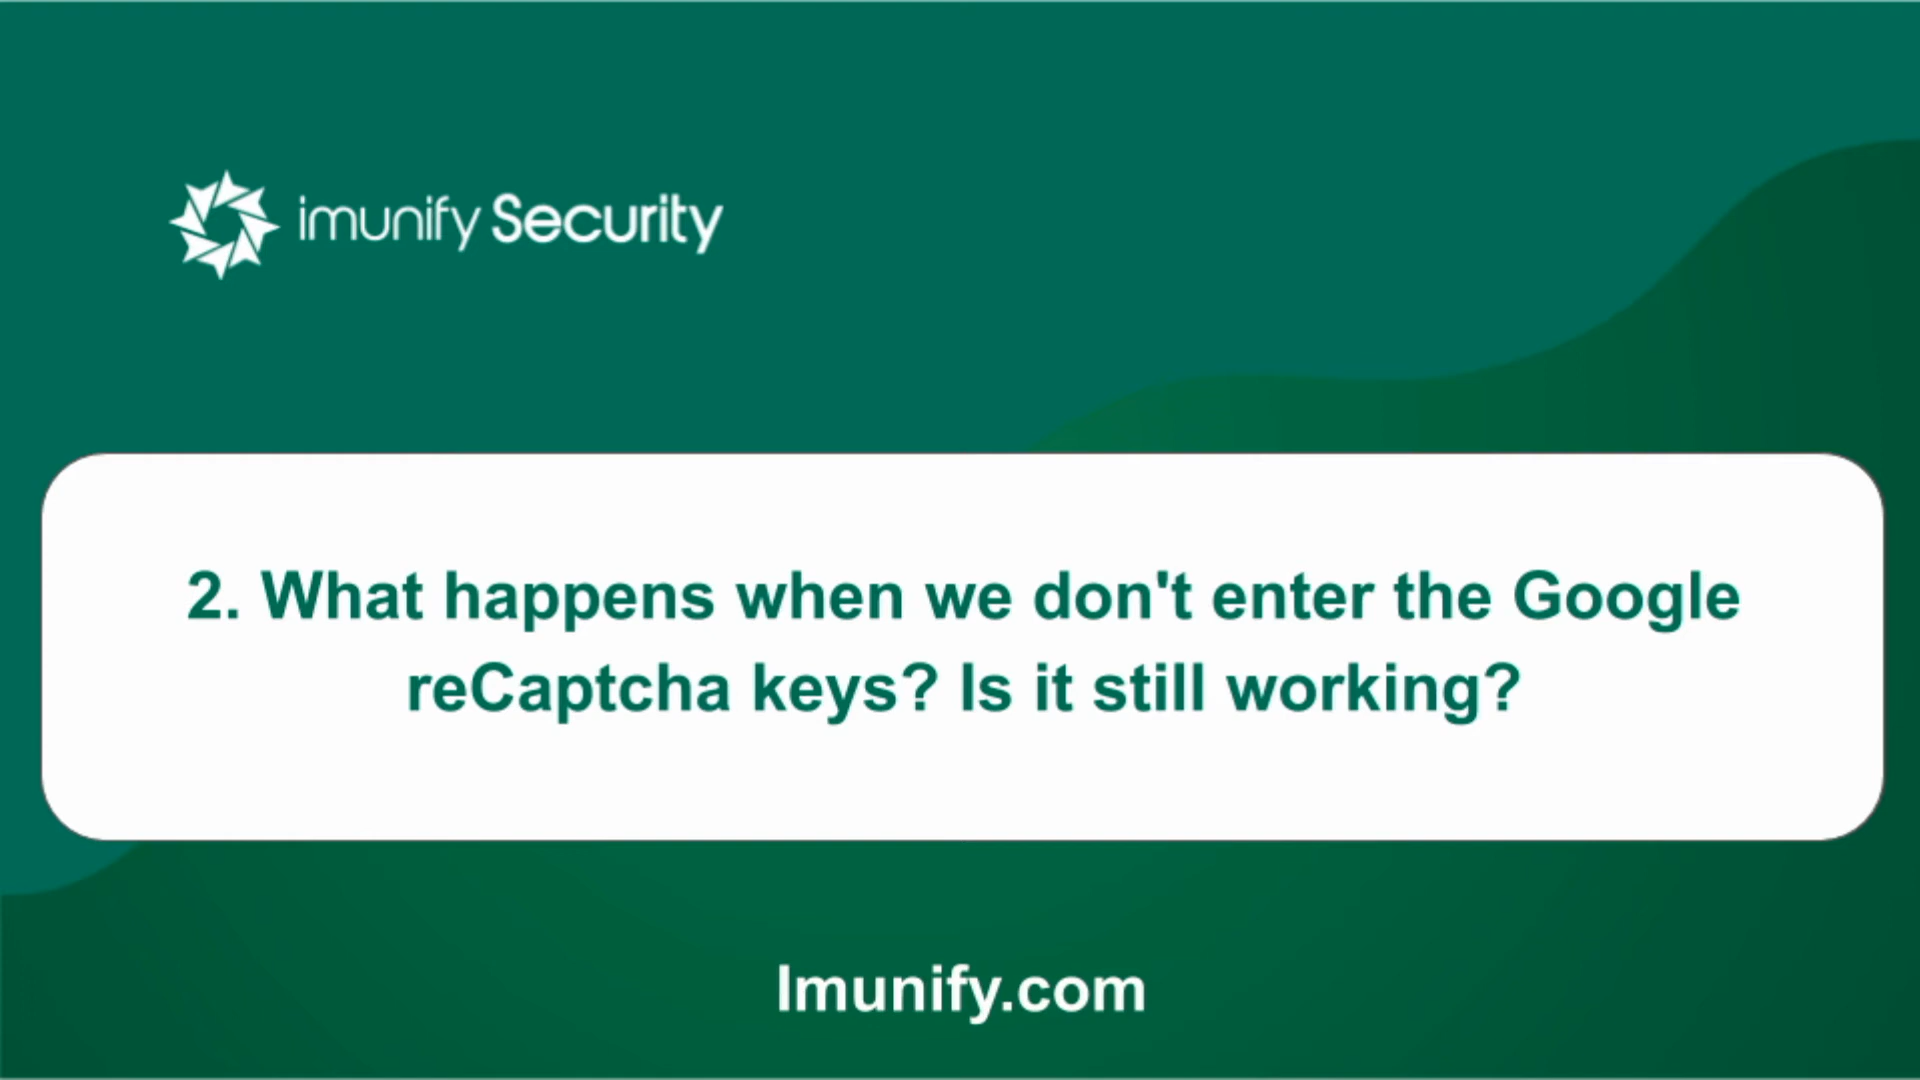 imunify Security
2. What happens when we don't enter the Google
reCaptcha keys? Is it still working?
Imunify.com